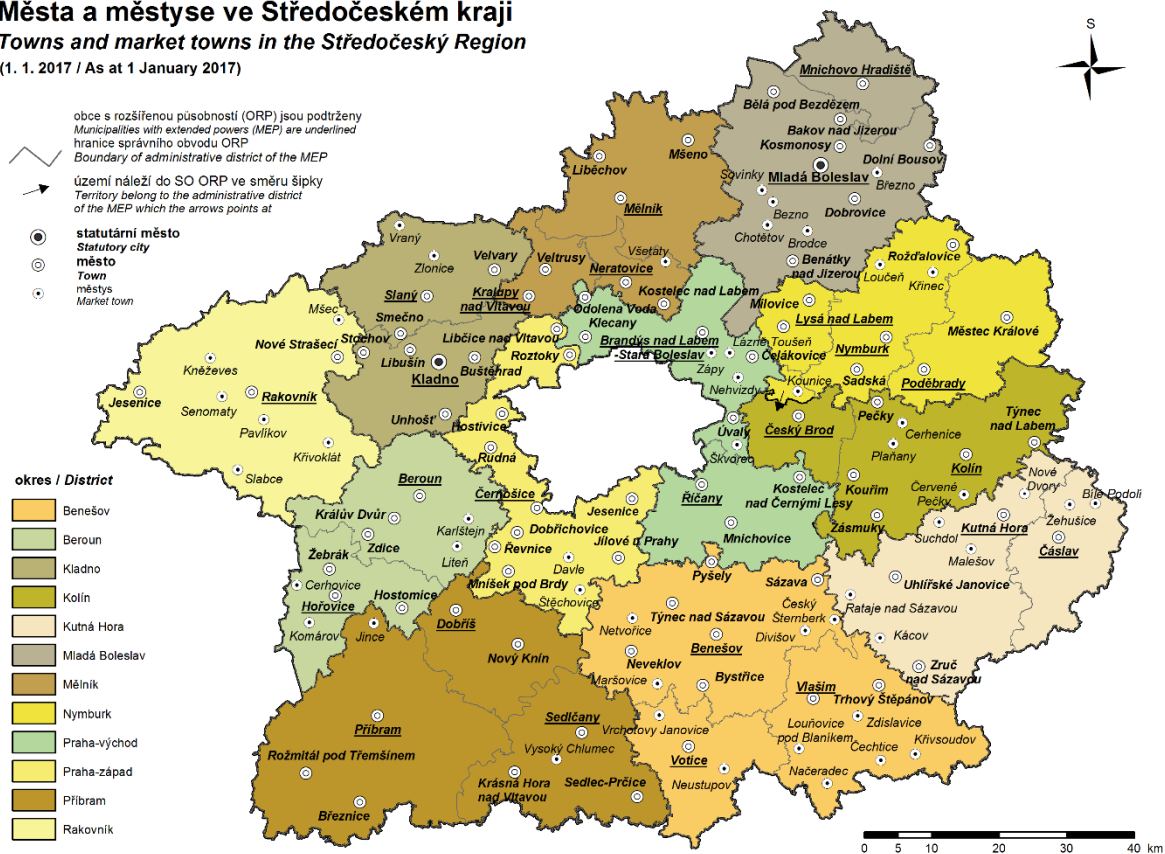 Města a městyse ve Středočeském kraji
Towns and market towns in the Středočeský Region
(1. 1. 2017 / As at 1 January 2017)
obce s rozšířenou působností (ORP) jsou podtrženy
Municipalities with extended powers (MEP) are underlined
hranice správního obvodu ORP
Boundary of administrative district of the MEP
území náleží do SO ORP ve směru šipky
Territory belong to the administrative district
of the MEP which the arrows points at
statutární město
Statutory city
město
Town
městys
Market town
S
Mnichovo Hradiště
Bělá pod Bezdězem
Bakov nad Jizerou
Kosmonosy
Dolní Bousov
Mladá Boleslav
Březno
Sovinky
Bezno
Dobrovice
Chotětov
Brodce
Benátky
nad Jizerou
Mšeno
Liběchov
Mělník
Všetaty
Veltrusy
Neratovice
Kostelec nad Labem
Kralupy
nad Vltavou
Vraný
Zlonice
Velvary
Slaný
Smečno
Stochov
Libušín
Kladno
Buštěhrad
Unhošť
Odolena Voda
Klecany
Libčice nad Vltavou
Roztoky
Brandýs nad Labem
-Stará Boleslav
Lázně Toušeň
Čelákovice
Zápy
Nehvizdy
Úvaly
Škvorec
Rožďalovice
Loučeň
Křinec
Milovice
Lysá nad Labem
Městec Králové
Nymburk
Sadská
Poděbrady
Kounice
Český Brod
Pečky
Cerhenice
Plaňany
Týnec
nad Labem
Kolín
Kouřim
Červené
Pečky
Zásmuky
Kostelec
nad Černými Lesy
Říčany
Mnichovice
Nové
Dvory
Bílé Podolí
Žehušice
Kutná Hora
Čáslav
Suchdol
Malešov
Uhlířské Janovice
Rataje nad Sázavou
Kácov
Zruč
nad Sázavou
Mšec
Nové Strašecí
Kněževes
Jesenice
Senomaty
Rakovník
Pavlíkov
Křivoklát
Slabce
Hostivice
Rudná
Černošice
Jesenice
Dobřichovice
Jílové u Prahy
Řevnice
Davle
Mníšek pod Brdy
Štěchovice
Beroun
Králův Dvůr
Karlštejn
Zdice
Liteň
Žebrák
Cerhovice
Hořovice
Hostomice
Komárov
Jince
Dobříš
Nový Knín
Příbram
Sedlčany
Rožmitál pod Třemšínem
Vysoký Chlumec
Krásná Hora
nad Vltavou
Sedlec-Prčice
Březnice
Pyšely
Sázava
Týnec nad Sázavou
Český
Šternberk
Netvořice
Benešov
Divišov
Neveklov
Maršovice
Bystřice
Vlašim
Trhový Štěpánov
Vrchotovy Janovice
Louňovice
pod Blaníkem
Zdislavice
Votice
Čechtice
Křivsoudov
Neustupov
Načeradec
okres / District
Benešov
Beroun
Kladno
Kolín
Kutná Hora
Mladá Boleslav
Mělník
Nymburk
Praha-východ
Praha-západ
Příbram
Rakovník
0 5 10 20 30 40 km